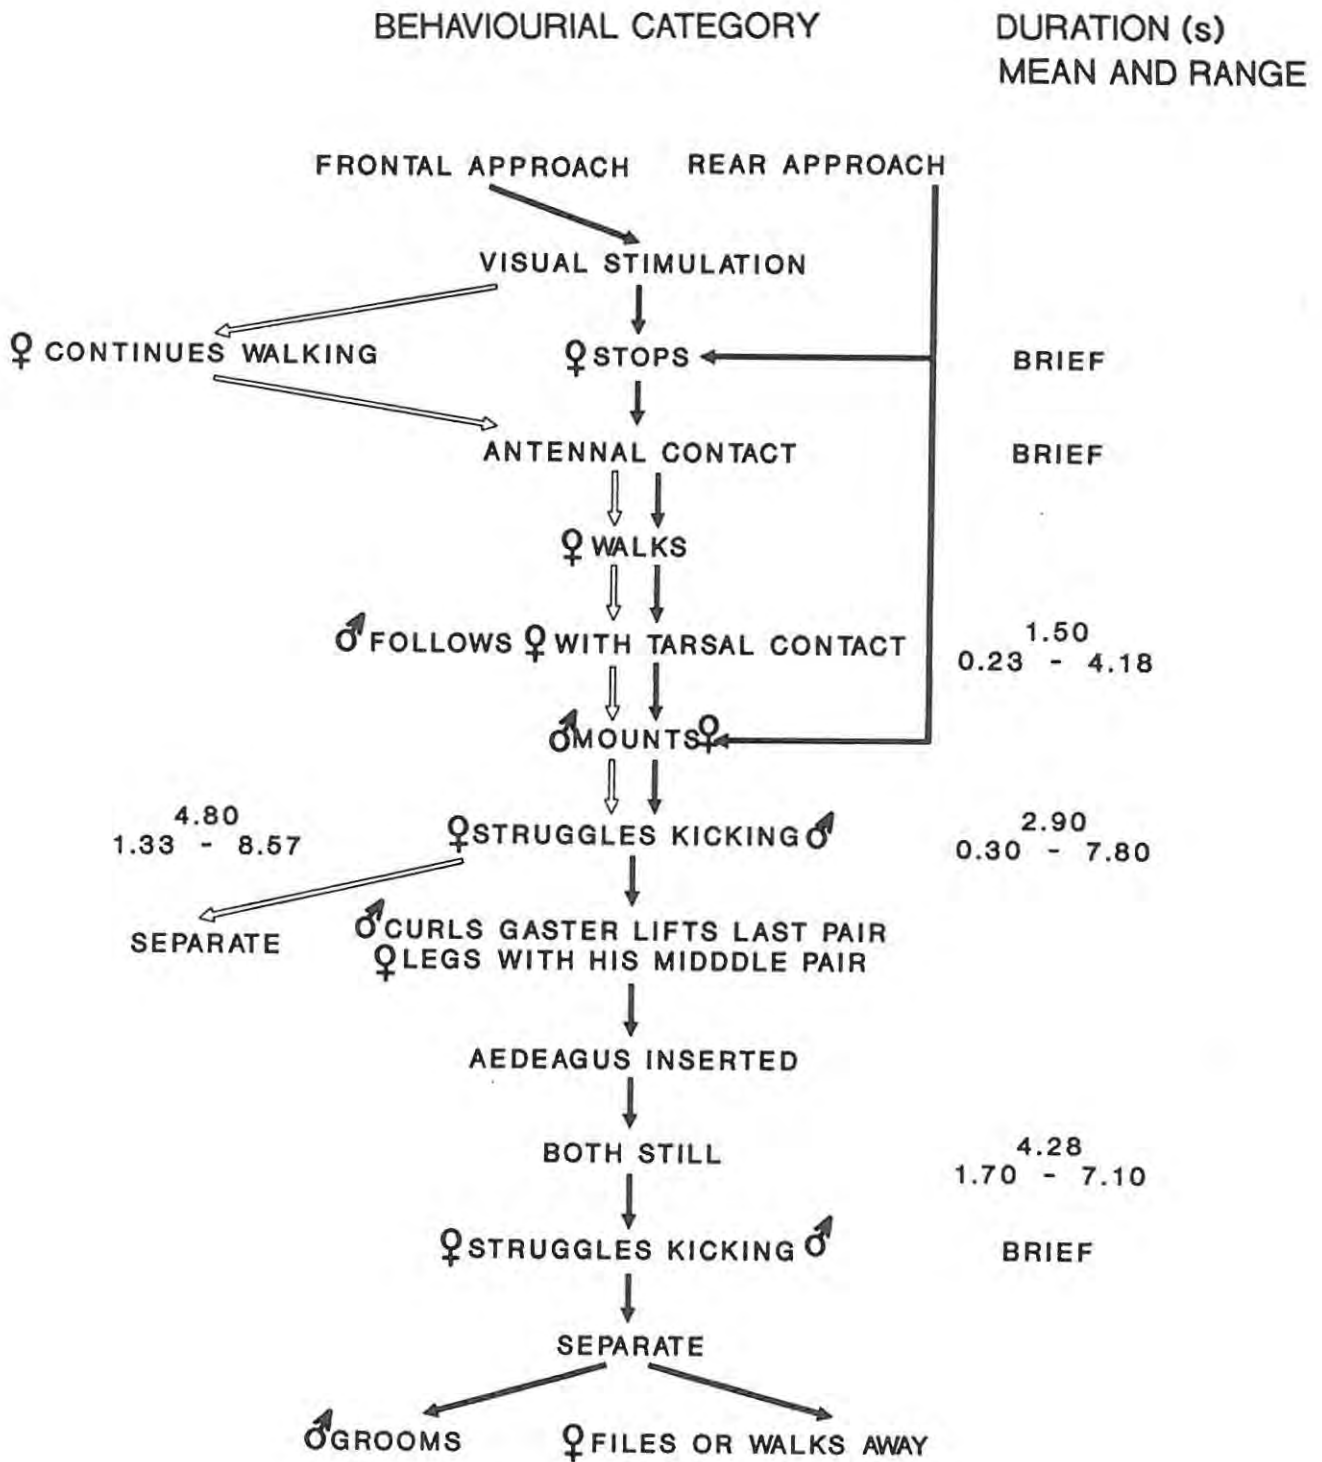 BEHAVIOURIAL CATEGORY
DURATION (s)
MEAN AND RANGE
FRONTAL APPROACH
REAR APPROACH
VISUAL STIMULATION
♀ CONTINUES WALKING
♀ STOPS
BRIEF
ANTENNAL CONTACT
BRIEF
♀ WALKS
♂ FOLLOWS ♀ WITH TARSAL CONTACT
1.50
0.23 - 4.18
♂ MOUNTS ♀
4.80
1.33 - 8.57
♀ STRUGGLES KICKING ♂
2.90
0.30 - 7.80
SEPARATE
♂ CURLS GASTER LIFTS LAST PAIR
♀ LEGS WITH HIS MIDDDLE PAIR
AEDEAGUS INSERTED
BOTH STILL
4.28
1.70 - 7.10
♀ STRUGGLES KICKING ♂
BRIEF
SEPARATE
♂ GROOMS
♀ FILES OR WALKS AWAY